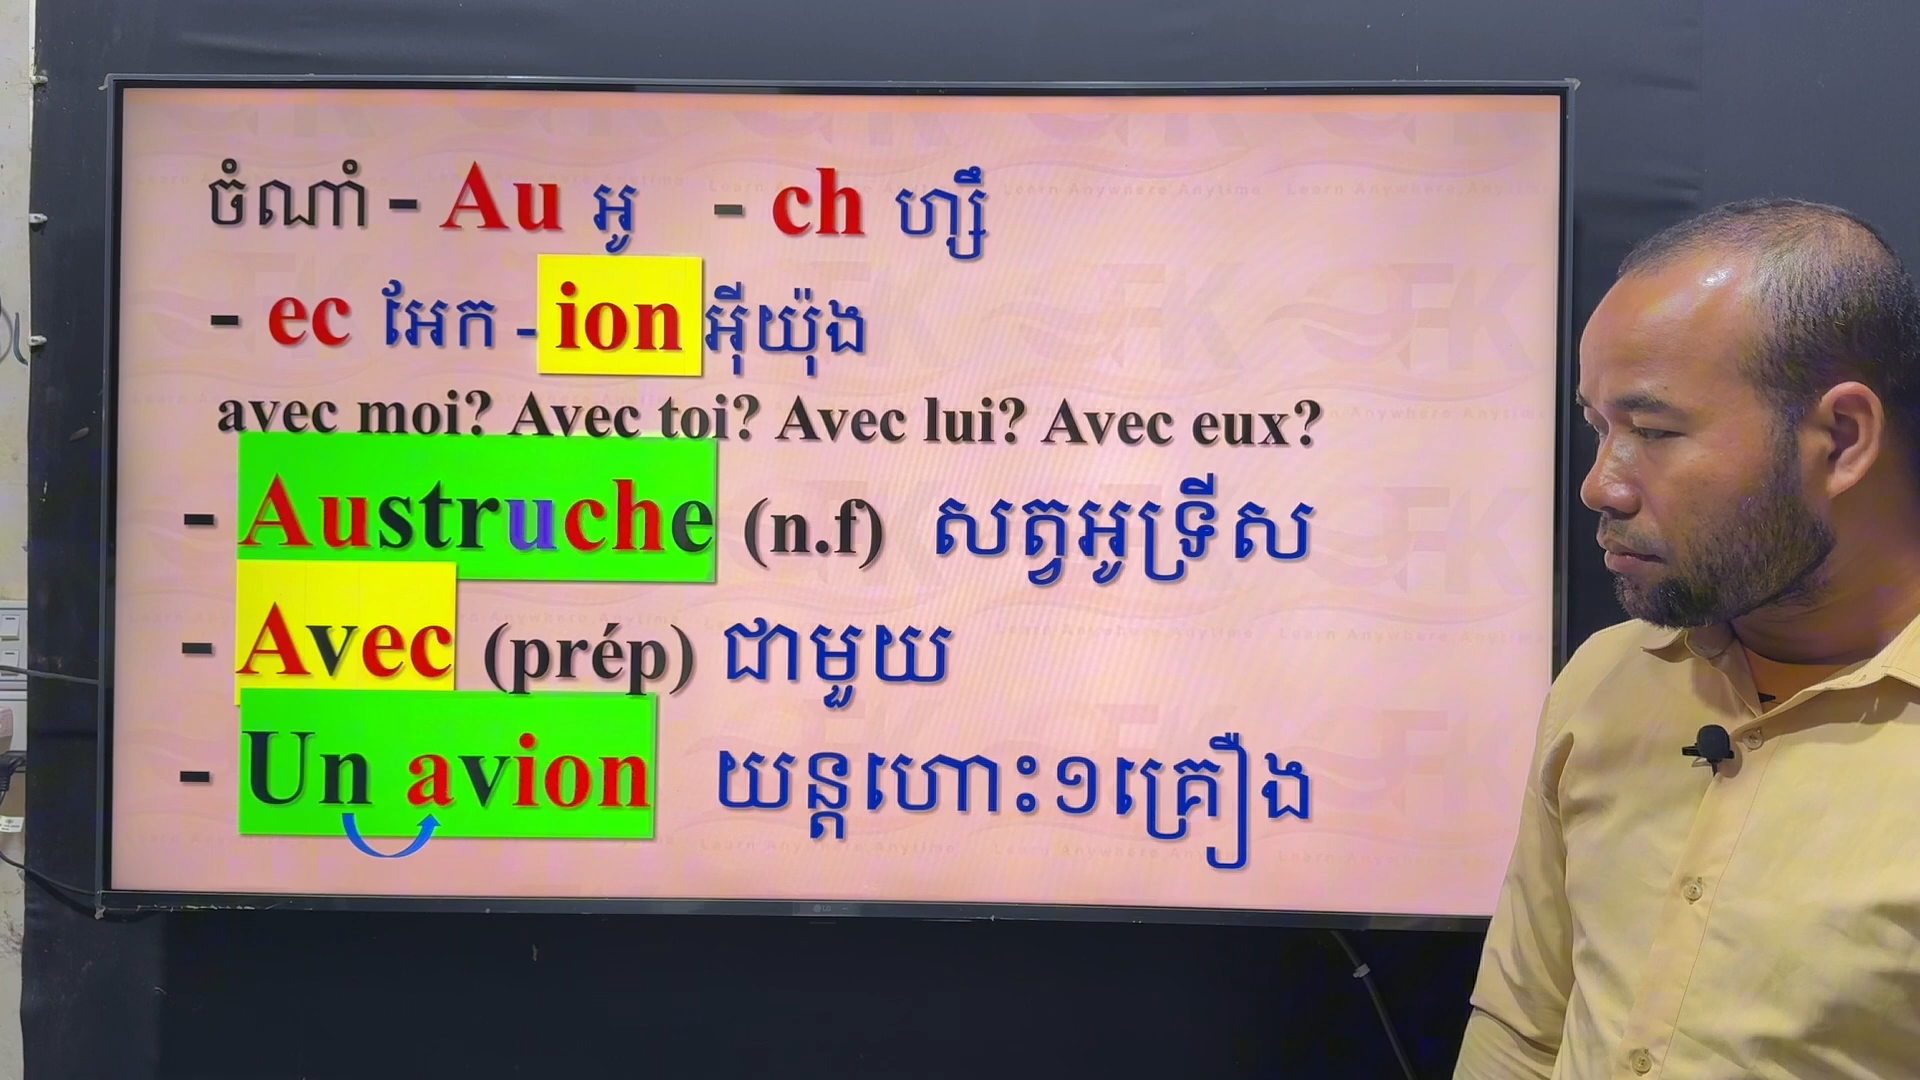 ចំណាំ - Au អូ - ch ហ្សឹ
- ec អែក - ion អ៊ីយ៉ុង
avec moi? Avec toi? Avec lui? Avec eux?
- Austruche (n.f) សត្វអូទ្រីស
- Avec (prép) ជាមួយ
- Un avion យន្តហោះ១គ្រឿង